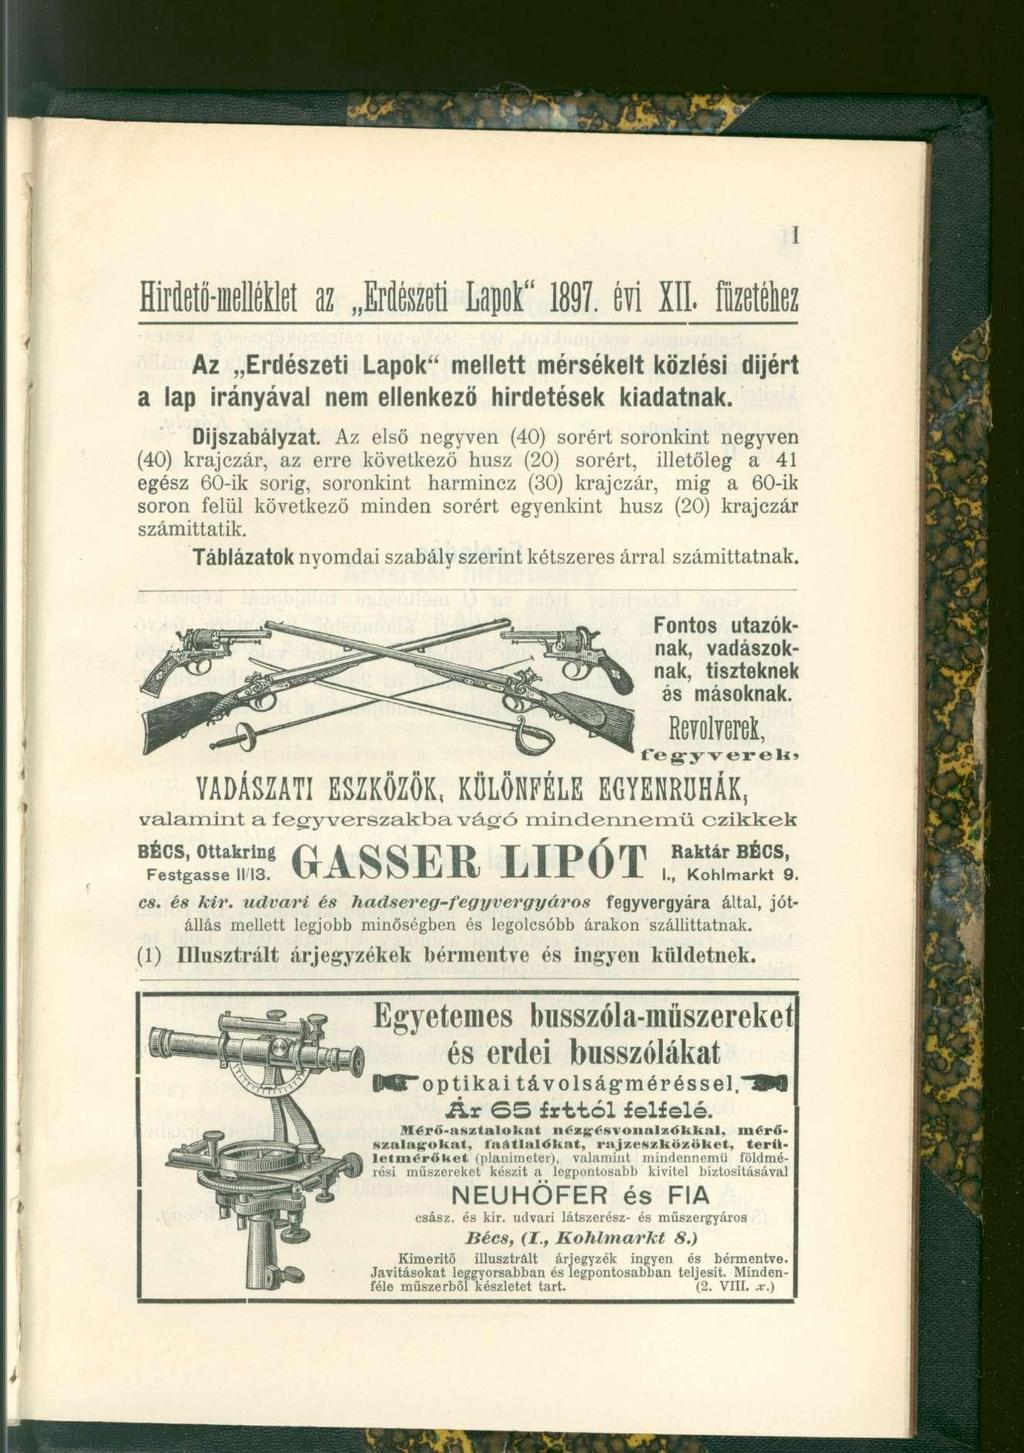 I
Hirdető-melléklet az „Erdészeti Lapok“ 1897. évi XII. füzetéhez
Az „Erdészeti Lapok“ mellett mérsékelt közlési dijért
a lap irányával nem ellenkező hirdetések kiadatnak.
Dijszabályzat. Az első negyven (40) sorért soronkint negyven
(40) krajczár, az erre következő husz (20) sorért, illetőleg a 41
egész 60-ik sorig, soronkint harmincz (30) krajczár, mig a 60-ik
soron felül következő minden sorért egyenkint husz (20) krajczár
számittatik.
Táblázatok nyomdai szabály szerint kétszeres árral számittatnak.
Fontos utazók-
nak, vadászok-
nak, tiszteknek
és másoknak.
Revolverek,
fegyverek,
VADÁSZATI ESZKÖZÖK, KÜLÖNFÉLE EGYENRUHÁK,
valamint a fegyverszakba vágó mindennemü czikkek
BÉCS, Ottakring
Festgasse II/13.
GASSER LIPÓT
Raktár BÉCS,
I., Kohlmarkt 9.
cs. és kir. udvari és hadsereg-fegyvergyáros fegyvergyára által, jót-
állás mellett legjobb minőségben és legolcsóbb árakon szállittatnak.
(1) Illusztrált árjegyzékek bérmentve és ingyen küldetnek.
Egyetemes busszóla-műszereket
és erdei busszólákat
optikai távolságméréssel.
Ár 65 frttól felfelé.
Mérő-asztalokat nézgésvonalzókkal, mérő-
szalagokat, faátlalókat, rajzeszközöket, terü-
letmérőket (planimeter), valamint mindennemü földmé-
rési műszereket készit a legpontosabb kivitel biztositásával
NEUHÖFER és FIA
csász. és kir. udvari látszerész- és műszergyáros
Bécs, (I., Kohlmarkt 8.)
Kimeritő illusztrált árjegyzék ingyen és bérmentve.
Javitásokat leggyorsabban és legpontosabban teljesit. Minden-
féle műszerből készletet tart. (2. VIII. x.)